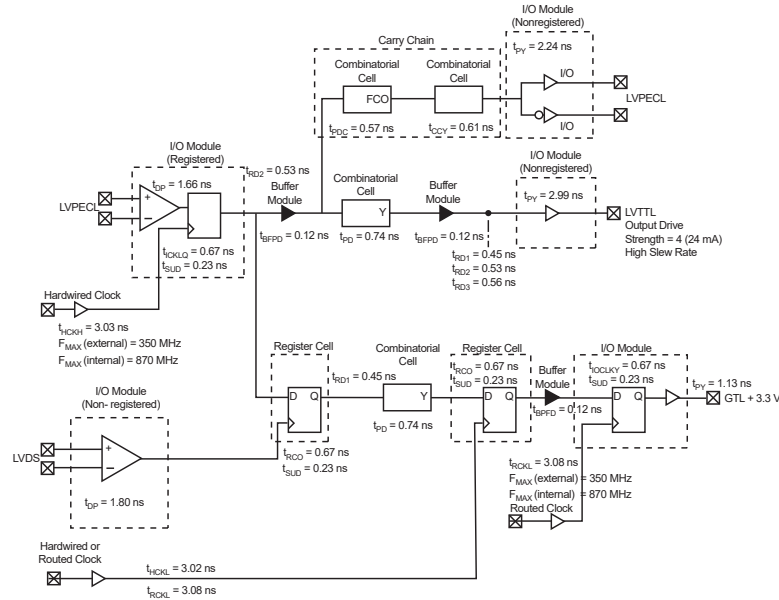 I/O Module
(Nonregistered)
Carry Chain
tPY = 2.24 ns
Combinatorial
Cell
Combinatorial
Cell
I/O
FCO
LVPECL
I/O
tPDC = 0.57 ns
tCCY = 0.61 ns
I/O Module
(Registered)
tRD2 = 0.53 ns
tDP = 1.66 ns
LVPECL
+
−
tICKLQ = 0.67 ns
tSUD = 0.23 ns
Buffer
Module
tBFPD = 0.12 ns
Combinatorial
Cell
Y
tPD = 0.74 ns
Buffer
Module
tBFPD = 0.12 ns
tRD1 = 0.45 ns
tRD2 = 0.53 ns
tRD3 = 0.56 ns
I/O Module
(Nonregistered)
tPY = 2.99 ns
LVTTL
Output Drive
Strength = 4 (24 mA)
High Slew Rate
Hardwired Clock
tHCKH = 3.03 ns
FMAX (external) = 350 MHz
FMAX (internal) = 870 MHz
Register Cell
D Q
tRCO = 0.67 ns
tSUD = 0.23 ns
tRD1 = 0.45 ns
Combinatorial
Cell
Y
tPD = 0.74 ns
Register Cell
tRCO = 0.67 ns
tSUD = 0.23 ns
D Q
Buffer
Module
tBPFD = 0.12 ns
I/O Module
tIOCLKY = 0.67 ns
tSUD = 0.23 ns
D Q
tPY = 1.13 ns
GTL + 3.3 V
I/O Module
(Non- registered)
LVDS
+
−
tDP = 1.80 ns
tRCKL = 3.08 ns
FMAX (external) = 350 MHz
FMAX (internal) = 870 MHz
Routed Clock
Hardwired or
Routed Clock
tHCKL = 3.02 ns
tRCKL = 3.08 ns